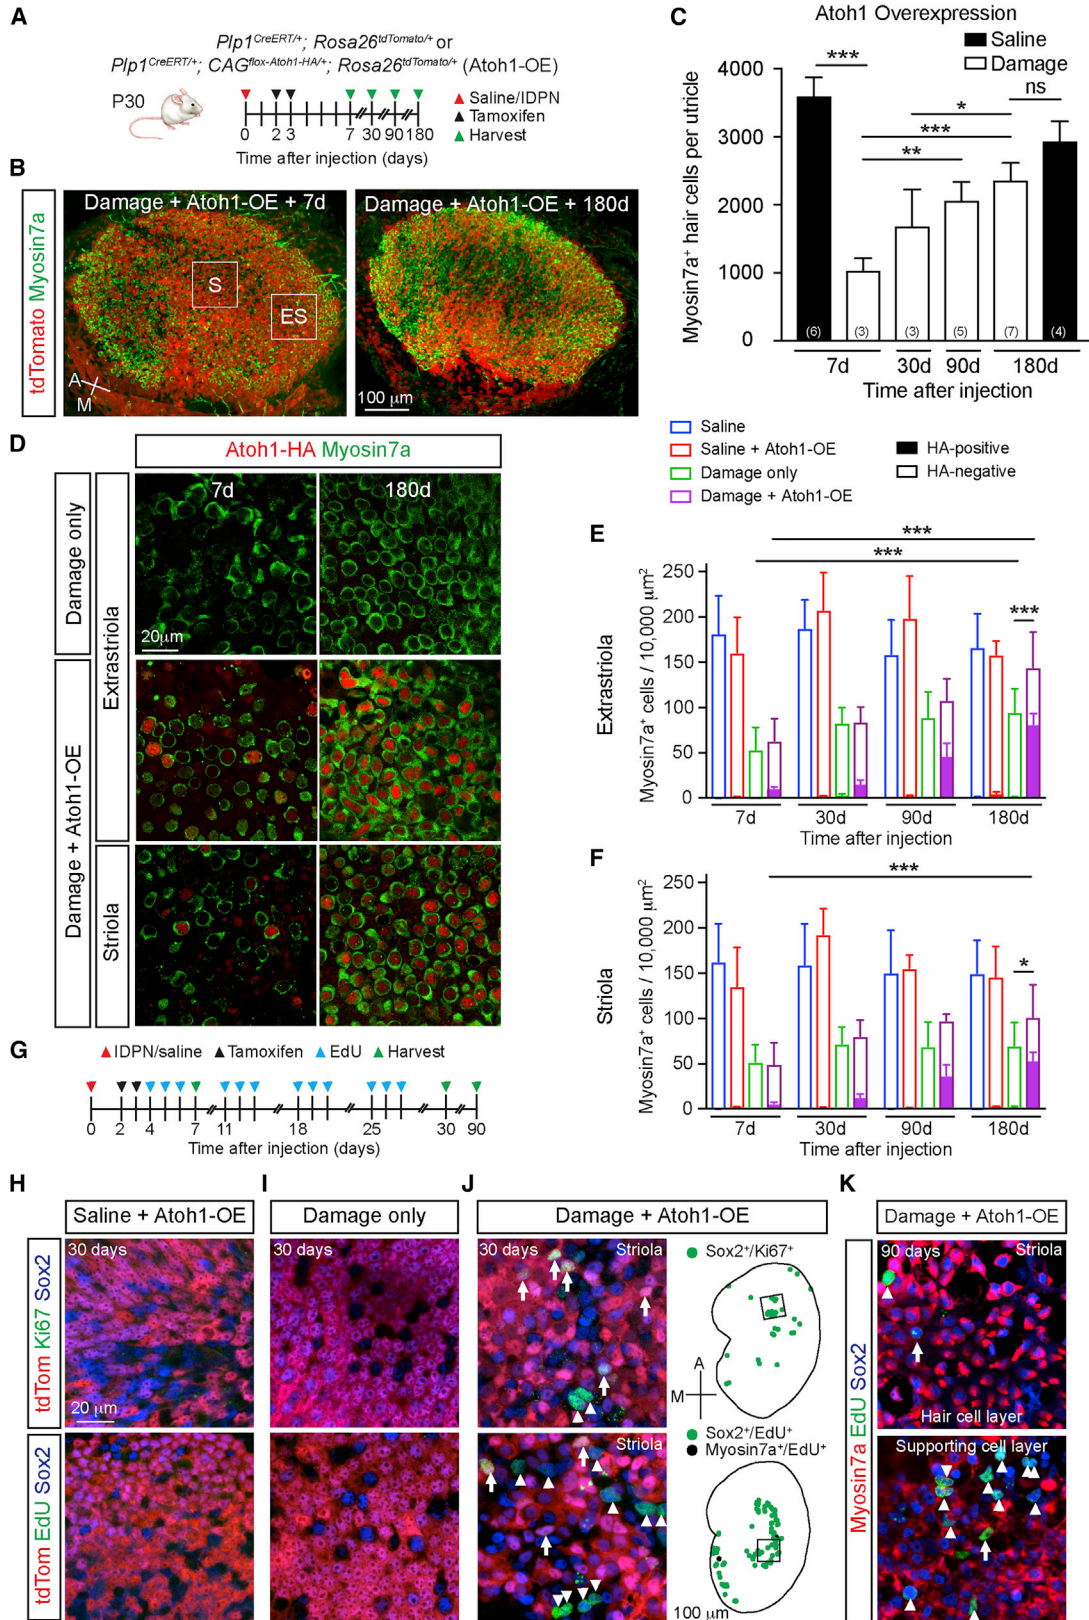 A
Plp1CreERT/+; Rosa26tdTomato/+ or
Plp1CreERT/+; CAGflox-Atoh1-HA/+; Rosa26tdTomato/+ (Atoh1-OE)
P30
0 2 3 7 30 90 180
Time after injection (days)
Saline/IDPN
Tamoxifen
Harvest
B
tdTomato Myosin7a
Damage + Atoh1-OE + 7d
S
ES
A
M
Damage + Atoh1-OE + 180d
100 μm
C
Atoh1 Overexpression
Saline
Damage
Myosin7a+ hair cells per utricle
4000
3000
2000
1000
0
***
*
ns
***
**
(6) (3) (3) (5) (7) (4)
7d 30d 90d 180d
Time after injection
D
Atoh1-HA Myosin7a
7d 180d
Damage only
Damage + Atoh1-OE
Extrastriola
Striola
20μm
Saline
Saline + Atoh1-OE
Damage only
Damage + Atoh1-OE
HA-positive
HA-negative
E
Extrastriola
Myosin7a+ cells / 10,000 μm2
250
200
150
100
50
0
***
***
***
7d 30d 90d 180d
Time after injection
F
Striola
Myosin7a+ cells / 10,000 μm2
250
200
150
100
50
0
***
*
7d 30d 90d 180d
Time after injection
G
IDPN/saline Tamoxifen EdU Harvest
0 2 4 7 11 18 25 30 90
Time after injection (days)
H
Saline + Atoh1-OE
tdTom Ki67 Sox2
30 days
20 μm
tdTom EdU Sox2
I
Damage only
30 days
J
Damage + Atoh1-OE
30 days
Striola
Striola
Sox2+/Ki67+
A
M
Sox2+/EdU+
Myosin7a+/EdU+
100 μm
K
Damage + Atoh1-OE
Myosin7a EdU Sox2
90 days
Striola
Hair cell layer
Supporting cell layer